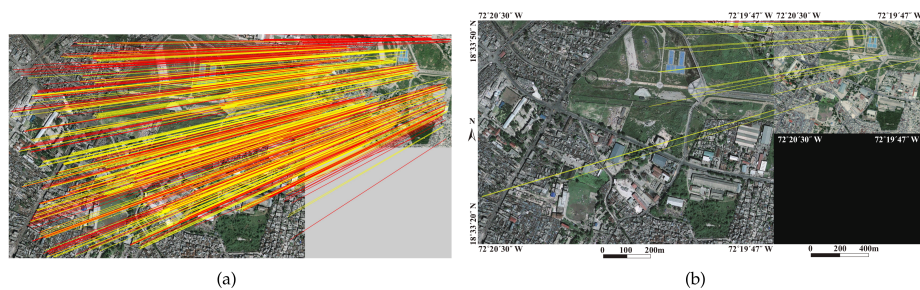 72°20′30″ W
72°19′47″ W 72°20′30″ W
72°19′47″ W
18°33′50″ N
N
72°20′30″ W
72°19′47″ W
18°33′20″ N
72°20′30″ W
72°19′47″ W
0 100 200m
0 200 400m
(a)
(b)